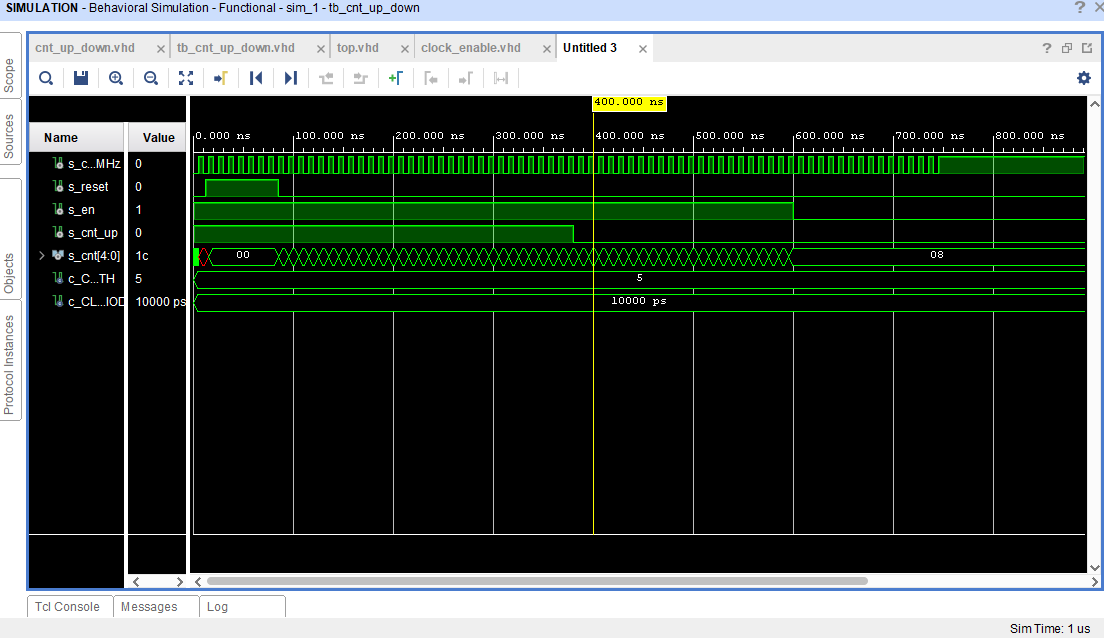 SIMULATION - Behavioral Simulation - Functional - sim_1 - tb_cnt_up_down ? ×
cnt_up_down.vhd × tb_cnt_up_down.vhd × top.vhd × clock_enable.vhd × Untitled 3 × ?
Scope
Sources
Objects
Protocol Instances
400.000 ns
Name Value 0.000 ns 100.000 ns 200.000 ns 300.000 ns 400.000 ns 500.000 ns 600.000 ns 700.000 ns 800.000 ns
s_c...MHz 0
s_reset 0
s_en 1
s_cnt_up 0
s_cnt[4:0] 1c 00 08
c_C...TH 5 5
c_CL...IOD 10000 ps 10000 ps
Tcl Console Messages Log
Sim Time: 1 us